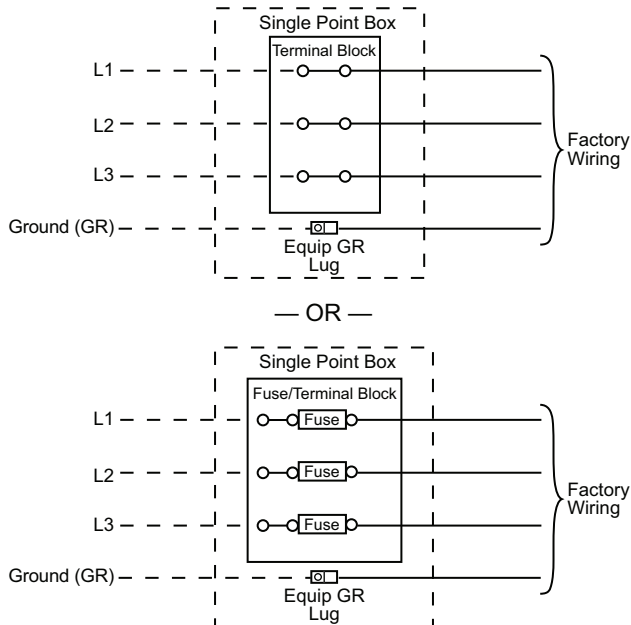 Single Point Box
Terminal Block
L1
L2
L3
Factory
Wiring
Ground (GR)
Equip GR
Lug
— OR —
Single Point Box
Fuse/Terminal Block
L1
Fuse
L2
Fuse
L3
Fuse
Factory
Wiring
Ground (GR)
Equip GR
Lug